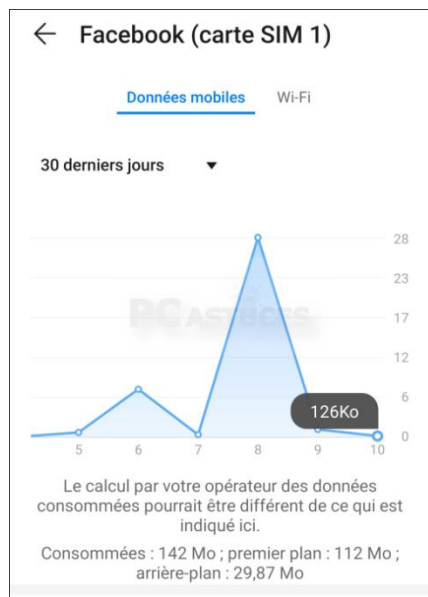 Facebook (carte SIM 1)
Données mobiles Wi-Fi
30 derniers jours
28
23
17
12
6
0
PC ASTUCES
126Ko
5 6 7 8 9 10
Le calcul par votre opérateur des données
consommées pourrait être différent de ce qui est
indiqué ici.
Consommées : 142 Mo ; premier plan : 112 Mo ;
arrière-plan : 29,87 Mo